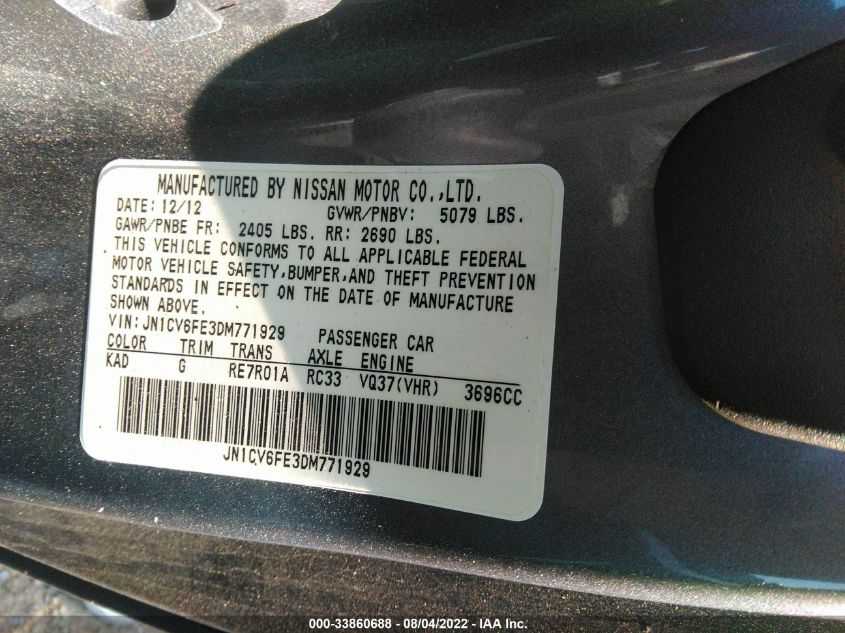 MANUFACTURED BY NISSAN MOTOR CO.,LTD.
DATE: 12/12 GVWR/PNBV: 5079 LBS.
GAWR/PNBE FR: 2405 LBS. RR: 2690 LBS.
THIS VEHICLE CONFORMS TO ALL APPLICABLE FEDERAL
MOTOR VEHICLE SAFETY,BUMPER,AND THEFT PREVENTION
STANDARDS IN EFFECT ON THE DATE OF MANUFACTURE
SHOWN ABOVE.
VIN:JN1CV6FE3DM771929 PASSENGER CAR
COLOR TRIM TRANS AXLE ENGINE
KAD G RE7R01A RC33 VQ37(VHR) 3696CC
JN1CV6FE3DM771929
000-33860688 - 08/04/2022 - IAA Inc.